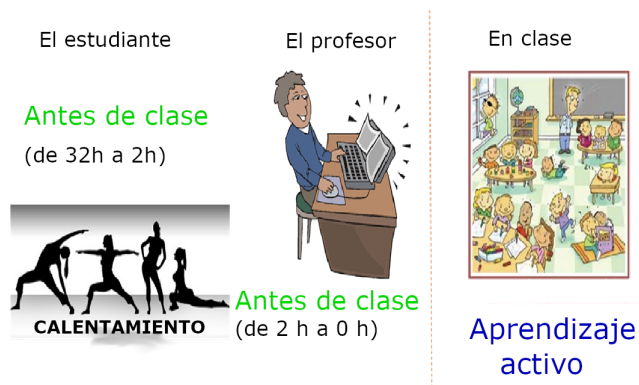 El estudiante
Antes de clase
(de 32h a 2h)
CALENTAMIENTO
El profesor
Antes de clase
(de 2 h a 0 h)
En clase
Aprendizaje
activo